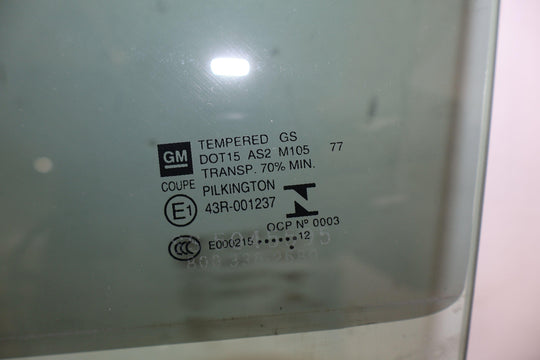 TEMPERED GS
GM DOT15 AS2 M105 77
TRANSP. 70% MIN.
COUPE PILKINGTON
E1 43R-001237 N
OCP Nº 0003
CCC E000215 •••••• 12